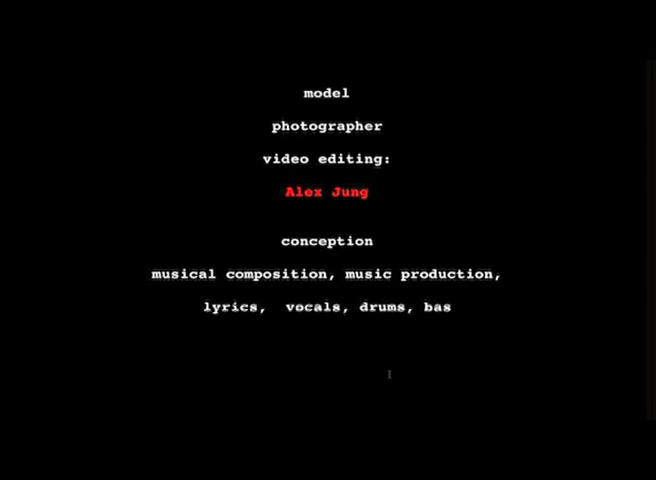 model
photographer
video editing:
Alex Jung
conception
musical composition, music production,
lyrics, vocals, drums, bas